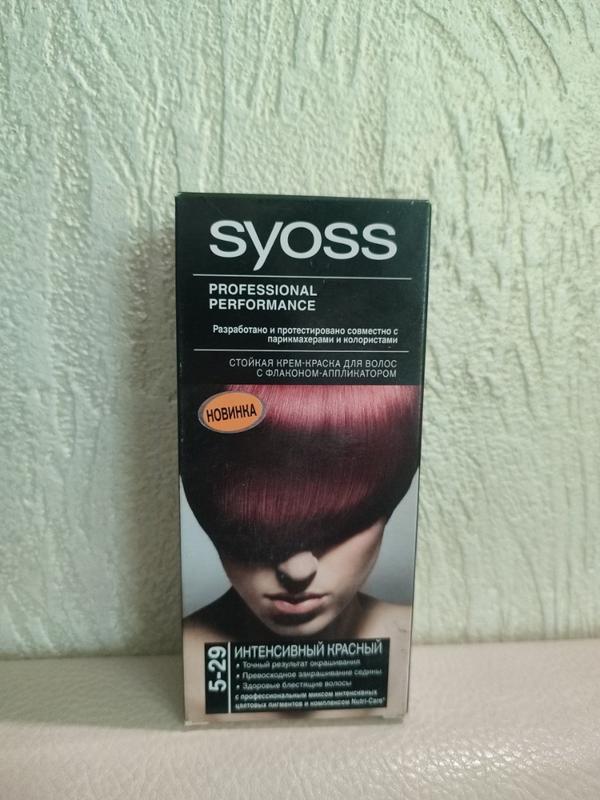 syoss
PROFESSIONAL
PERFORMANCE
Разработано и протестировано совместно с
парикмахерами и колористами
СТОЙКАЯ КРЕМ-КРАСКА ДЛЯ ВОЛОС
С ФЛАКОНОМ-АППЛИКАТОРОМ
НОВИНКА
5-29
ИНТЕНСИВНЫЙ КРАСНЫЙ
• Точный результат окрашивания
• Превосходное закрашивание седины
• Здоровые блестящие волосы
с профессиональным миксом интенсивных
цветовых пигментов и комплексом Nutri-Care*